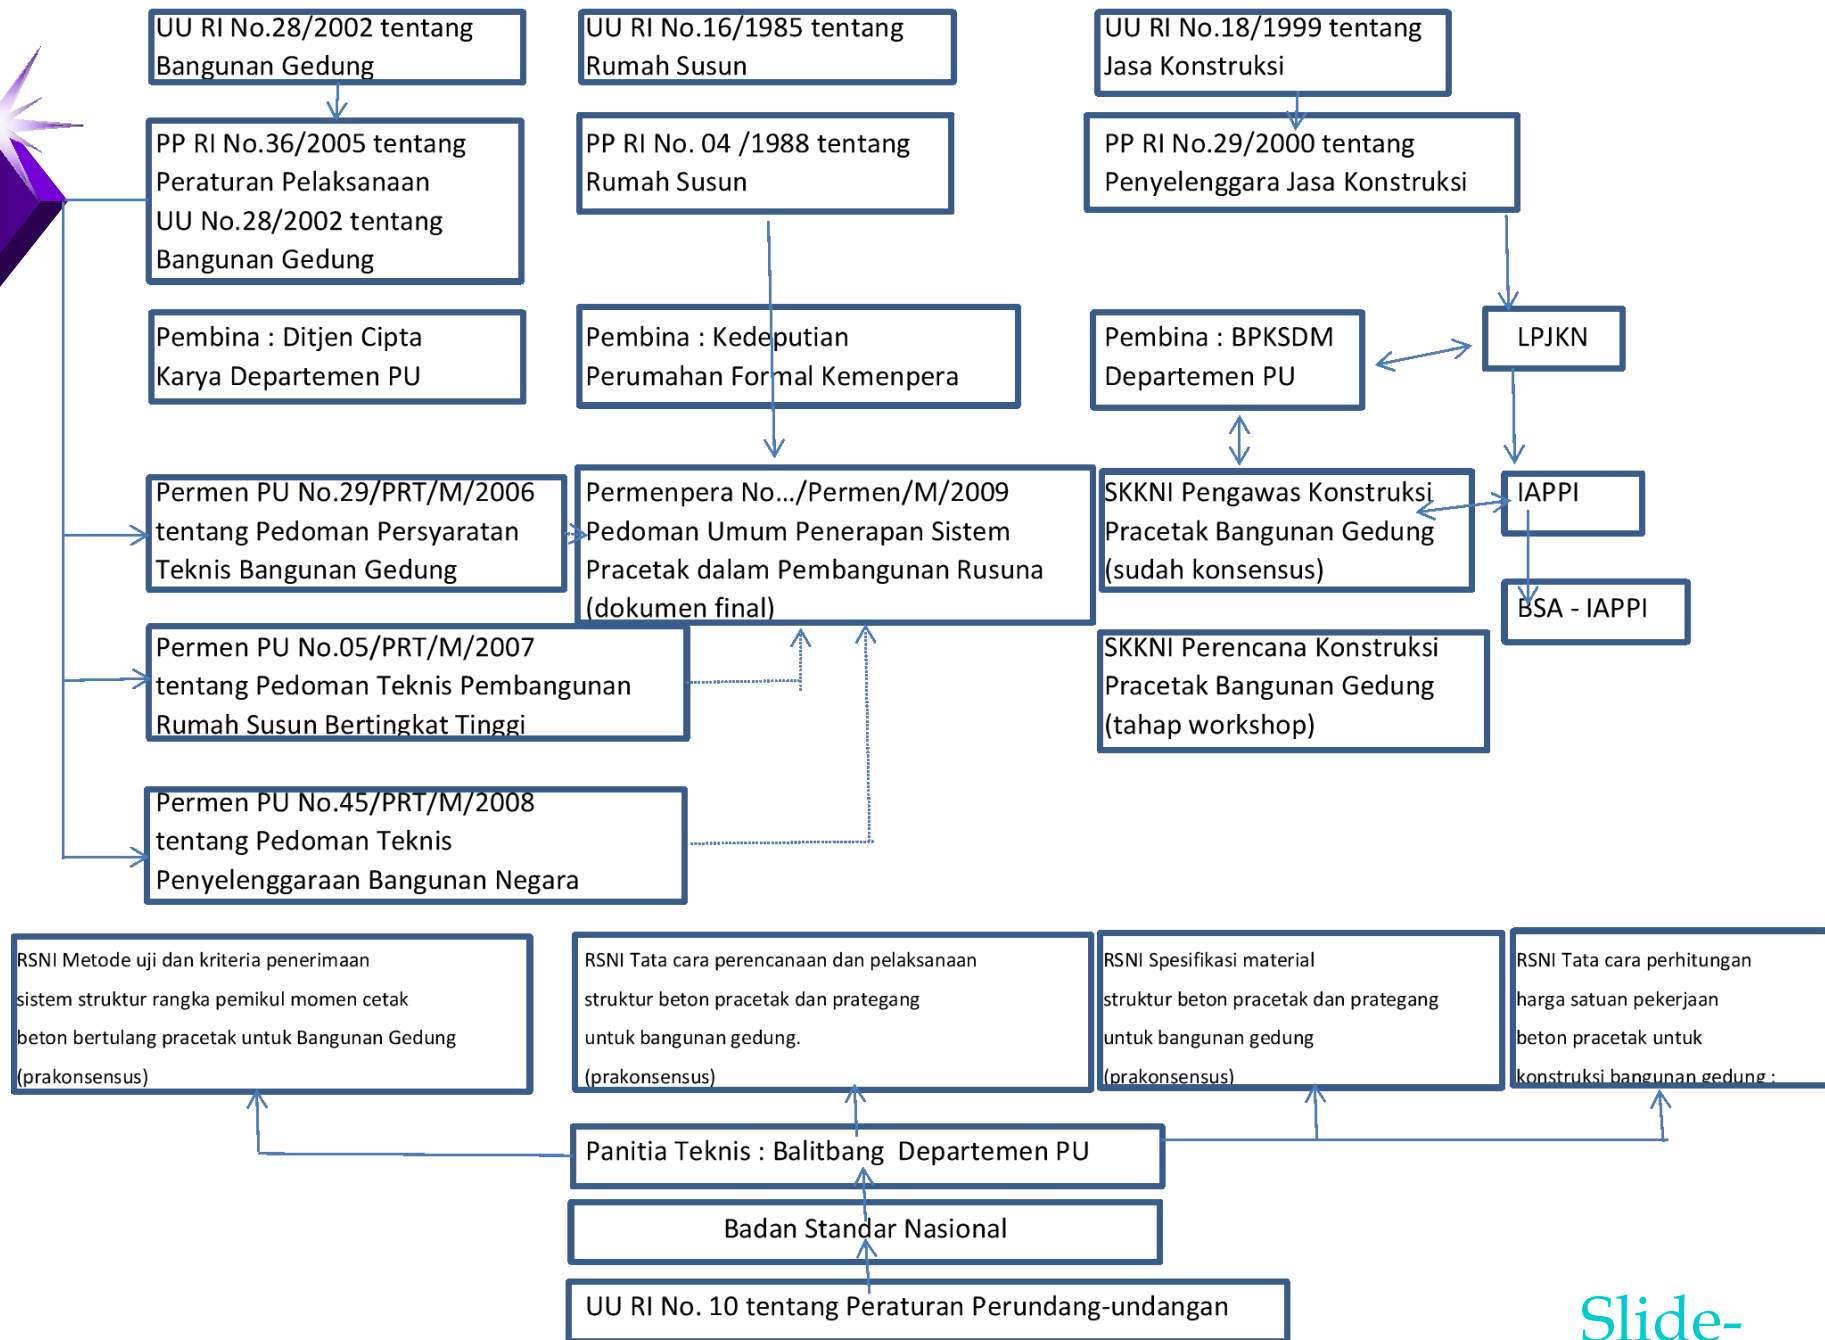 UU RI No.28/2002 tentang
Bangunan Gedung
UU RI No.16/1985 tentang
Rumah Susun
UU RI No.18/1999 tentang
Jasa Konstruksi
PP RI No.36/2005 tentang
Peraturan Pelaksanaan
UU No.28/2002 tentang
Bangunan Gedung
PP RI No. 04 /1988 tentang
Rumah Susun
PP RI No.29/2000 tentang
Penyelenggara Jasa Konstruksi
Pembina : Ditjen Cipta
Karya Departemen PU
Pembina : Kedeputian
Perumahan Formal Kemenpera
Pembina : BPKSDM
Departemen PU
LPJKN
Permen PU No.29/PRT/M/2006
tentang Pedoman Persyaratan
Teknis Bangunan Gedung
Permenpera No.../Permen/M/2009
Pedoman Umum Penerapan Sistem
Pracetak dalam Pembangunan Rusuna
(dokumen final)
SKKNI Pengawas Konstruksi
Pracetak Bangunan Gedung
(sudah konsensus)
IAPPI
BSA - IAPPI
Permen PU No.05/PRT/M/2007
tentang Pedoman Teknis Pembangunan
Rumah Susun Bertingkat Tinggi
SKKNI Perencana Konstruksi
Pracetak Bangunan Gedung
(tahap workshop)
Permen PU No.45/PRT/M/2008
tentang Pedoman Teknis
Penyelenggaraan Bangunan Negara
RSNI Metode uji dan kriteria penerimaan
sistem struktur rangka pemikul momen cetak
beton bertulang pracetak untuk Bangunan Gedung
(prakonsensus)
RSNI Tata cara perencanaan dan pelaksanaan
struktur beton pracetak dan prategang
untuk bangunan gedung.
(prakonsensus)
RSNI Spesifikasi material
struktur beton pracetak dan prategang
untuk bangunan gedung
(prakonsensus)
RSNI Tata cara perhitungan
harga satuan pekerjaan
beton pracetak untuk
konstruksi bangunan gedung :
Panitia Teknis : Balitbang  Departemen PU
Badan Standar Nasional
UU RI No. 10 tentang Peraturan Perundang-undangan
Slide-